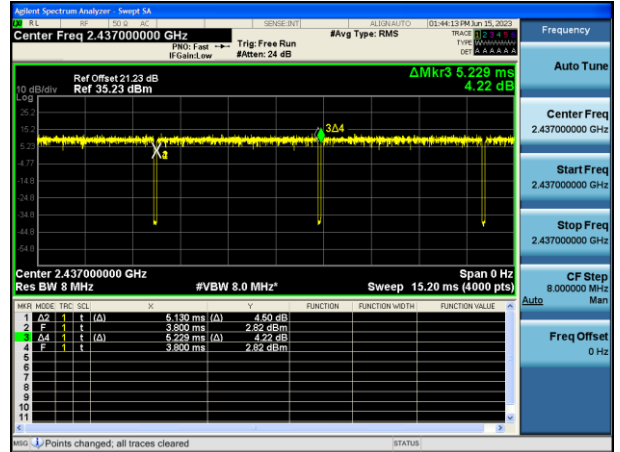 Agilent Spectrum Analyzer - Swept SA
RL RF 50 Ω AC SENSE:INT ALIGNAUTO 01:44:13 PM Jun 15, 2023
Center Freq 2.437000000 GHz
PNO: Fast
IFGain:Low
Trig: Free Run
#Atten: 24 dB
#Avg Type: RMS
TRACE 1 2 3 4 5 6
TYPE
DET A A A A A A
Frequency
Auto Tune
Ref Offset 21.23 dB
10 dB/div Ref 35.23 dBm
Log
ΔMkr3 5.229 ms
4.22 dB
25.2
15.2
5.23
-4.77
-14.8
-24.8
-34.8
-44.8
-54.8
3Δ4
Center Freq
2.437000000 GHz
Start Freq
2.437000000 GHz
Stop Freq
2.437000000 GHz
CF Step
8.000000 MHz
Auto Man
Freq Offset
0 Hz
Center 2.437000000 GHz Span 0 Hz
Res BW 8 MHz #VBW 8.0 MHz* Sweep 15.20 ms (4000 pts)
MKR MODE TRC SCL X Y FUNCTION FUNCTION WIDTH FUNCTION VALUE
1 Δ2 1 t (Δ) 5.130 ms (Δ) 4.50 dB
2 F 1 t 3.800 ms 2.82 dBm
3 Δ4 1 t (Δ) 5.229 ms (Δ) 4.22 dB
4 F 1 t 3.800 ms 2.82 dBm
5
6
7
8
9
10
11
MSG Points changed; all traces cleared STATUS